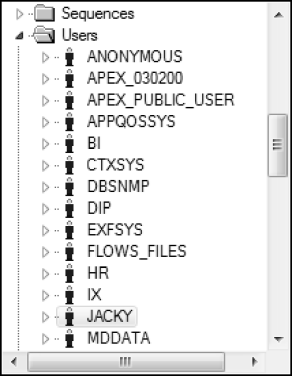 Sequences
Users
ANONYMOUS
APEX_030200
APEX_PUBLIC_USER
APPQOSSYS
BI
CTXSYS
DBSNMP
DIP
EXFSYS
FLOWS_FILES
HR
IX
JACKY
MDDATA